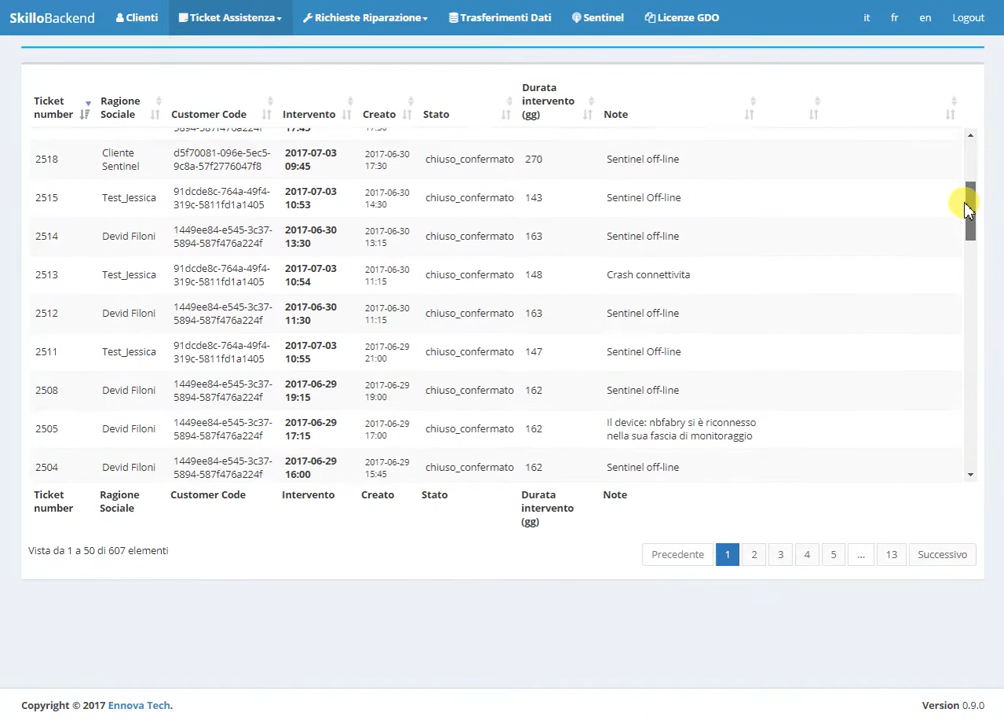 SkilloBackend Clienti Ticket Assistenza Richieste Riparazione Trasferimenti Dati Sentinel Licenze GDO it fr en Logout
Ticket number Ragione Sociale Customer Code Intervento Creato Stato Durata intervento (gg) Note
5894-587f476a224f 17:45 17:30
2518 Cliente Sentinel d5f70081-096e-5ec5-9c8a-57f2776047f8 2017-07-03 09:45 2017-06-30 17:30 chiuso_confermato 270 Sentinel off-line
2515 Test_Jessica 91dcde8c-764a-49f4-319c-5811fd1a1405 2017-07-03 10:53 2017-06-30 14:30 chiuso_confermato 143 Sentinel Off-line
2514 Devid Filoni 1449ee84-e545-3c37-5894-587f476a224f 2017-06-30 13:30 2017-06-30 13:15 chiuso_confermato 163 Sentinel off-line
2513 Test_Jessica 91dcde8c-764a-49f4-319c-5811fd1a1405 2017-07-03 10:54 2017-06-30 11:15 chiuso_confermato 148 Crash connettivita
2512 Devid Filoni 1449ee84-e545-3c37-5894-587f476a224f 2017-06-30 11:30 2017-06-30 11:15 chiuso_confermato 163 Sentinel off-line
2511 Test_Jessica 91dcde8c-764a-49f4-319c-5811fd1a1405 2017-07-03 10:55 2017-06-29 21:00 chiuso_confermato 147 Sentinel Off-line
2508 Devid Filoni 1449ee84-e545-3c37-5894-587f476a224f 2017-06-29 19:15 2017-06-29 19:00 chiuso_confermato 162 Sentinel off-line
2505 Devid Filoni 1449ee84-e545-3c37-5894-587f476a224f 2017-06-29 17:15 2017-06-29 17:00 chiuso_confermato 162 Il device: nbfabry si è riconnesso nella sua fascia di monitoraggio
2504 Devid Filoni 1449ee84-e545-3c37-5894-587f476a224f 2017-06-29 16:00 2017-06-29 15:45 chiuso_confermato 162 Sentinel off-line
Ticket number Ragione Sociale Customer Code Intervento Creato Stato Durata intervento (gg) Note
Vista da 1 a 50 di 607 elementi Precedente 1 2 3 4 5 ... 13 Successivo
Copyright © 2017 Ennova Tech. Version 0.9.0